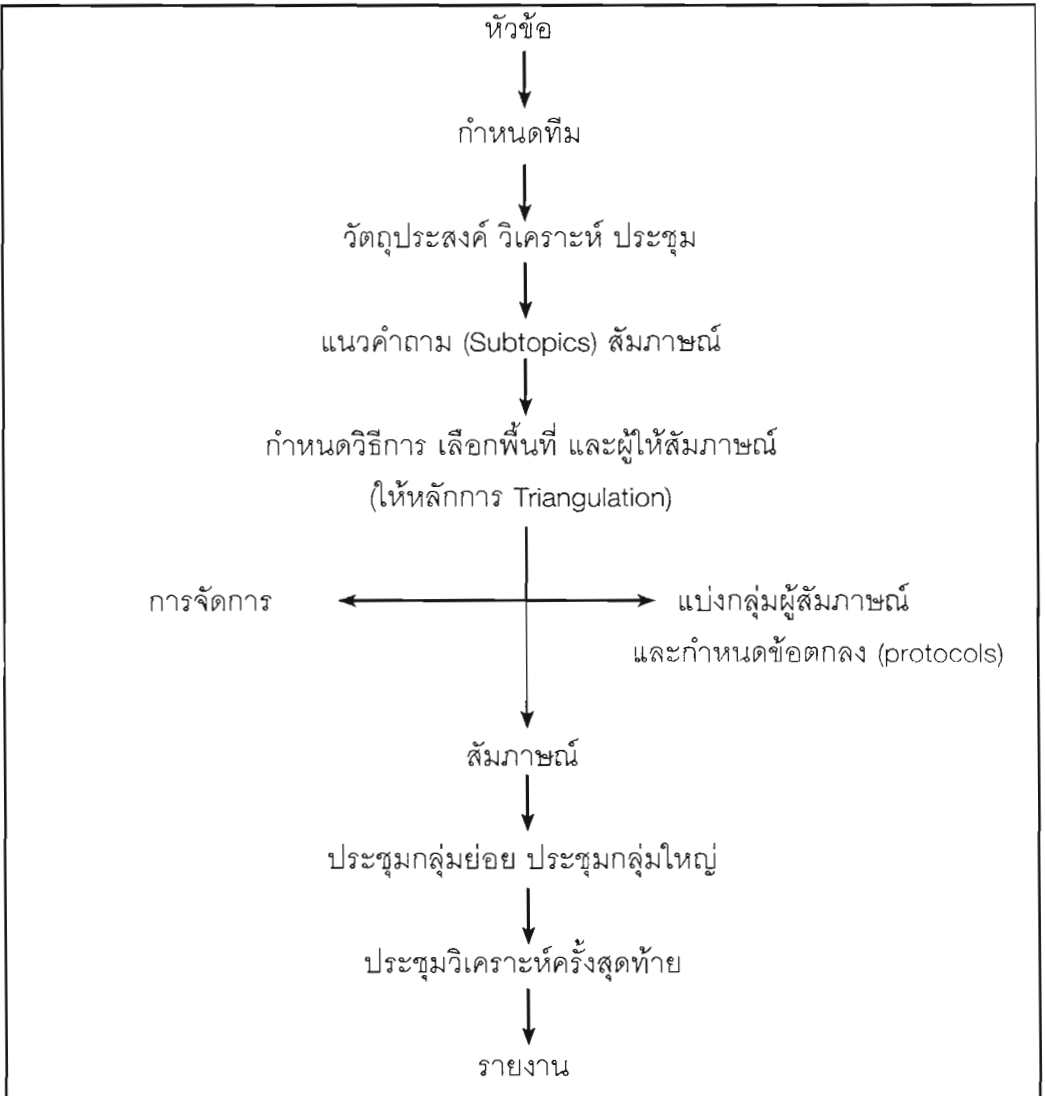 หัวข้อ
กำหนดทีม
วัตถุประสงค์ วิเคราะห์ ประชุม
แนวคำถาม (Subtopics) สัมภาษณ์
กำหนดวิธีการ เลือกพื้นที่ และผู้ให้สัมภาษณ์
(ให้หลักการ Triangulation)
การจัดการ
แบ่งกลุ่มผู้สัมภาษณ์
และกำหนดข้อตกลง (protocols)
สัมภาษณ์
ประชุมกลุ่มย่อย ประชุมกลุ่มใหญ่
ประชุมวิเคราะห์ครั้งสุดท้าย
รายงาน